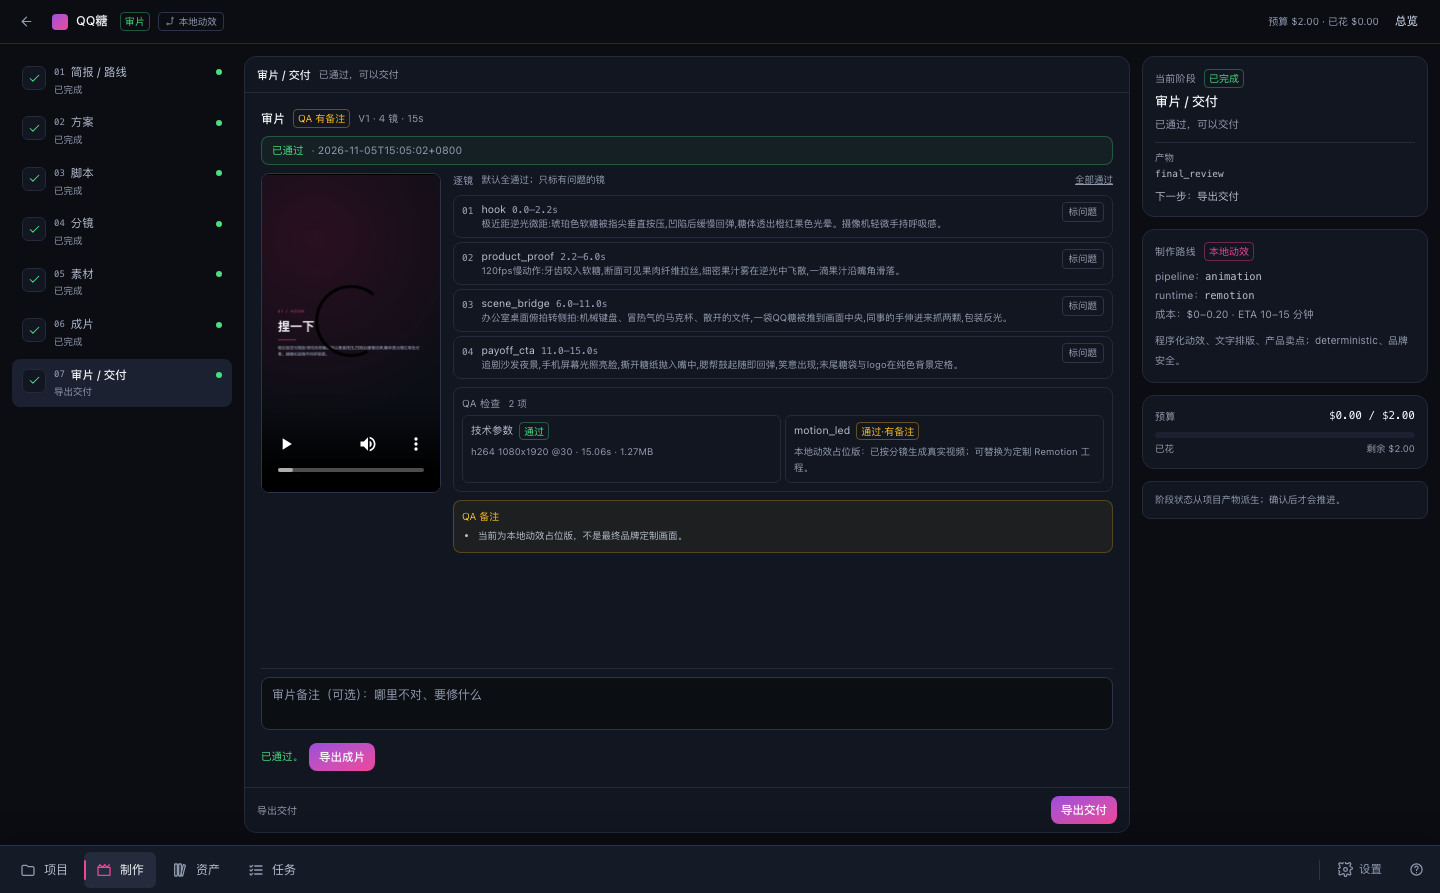 QQ糖 审片 本地动效 预算 $2.00 · 已花 $0.00 总览
01 简报 / 路线
已完成
02 方案
已完成
03 脚本
已完成
04 分镜
已完成
05 素材
已完成
06 成片
已完成
07 审片 / 交付
导出交付
审片 / 交付 已通过，可以交付
审片 QA 有备注 V1 · 4 镜 · 15s
已通过 · 2026-11-05T15:05:02+0800
捏一下
逐镜 默认全通过；只标有问题的镜 全部通过
01 hook 0.0–2.2s 标问题
极近距逆光微距:琥珀色软糖被指尖垂直按压,凹陷后缓慢回弹,糖体透出橙红果色光晕。摄像机轻微手持呼吸感。
02 product_proof 2.2–6.0s 标问题
120fps慢动作:牙齿咬入软糖,断面可见果肉纤维拉丝,细密果汁雾在逆光中飞散,一滴果汁沿嘴角滑落。
03 scene_bridge 6.0–11.0s 标问题
办公室桌面俯拍转侧拍:机械键盘、冒热气的马克杯、散开的文件,一袋QQ糖被推到画面中央,同事的手伸进来抓两颗,包装反光。
04 payoff_cta 11.0–15.0s 标问题
追剧沙发夜景,手机屏幕光照亮脸,撕开糖纸抛入嘴中,腮帮鼓起随即回弹,笑意出现;末尾糖袋与logo在纯色背景定格。
QA 检查 2 项
技术参数 通过
h264 1080x1920 @30 · 15.06s · 1.27MB
motion_led 通过·有备注
本地动效占位版：已按分镜生成真实视频；可替换为定制 Remotion 工
程。
QA 备注
• 当前为本地动效占位版，不是最终品牌定制画面。
审片备注（可选）：哪里不对、要修什么
已通过。 导出成片
导出交付 导出交付
当前阶段 已完成
审片 / 交付
已通过，可以交付
产物
final_review
下一步：导出交付
制作路线 本地动效
pipeline: animation
runtime: remotion
成本：$0–0.20 · ETA 10–15 分钟
程序化动效、文字排版、产品卖点；deterministic、品牌
安全。
预算 $0.00 / $2.00
已花 剩余 $2.00
阶段状态从项目产物派生；确认后才会推进。
项目 制作 资产 任务 设置